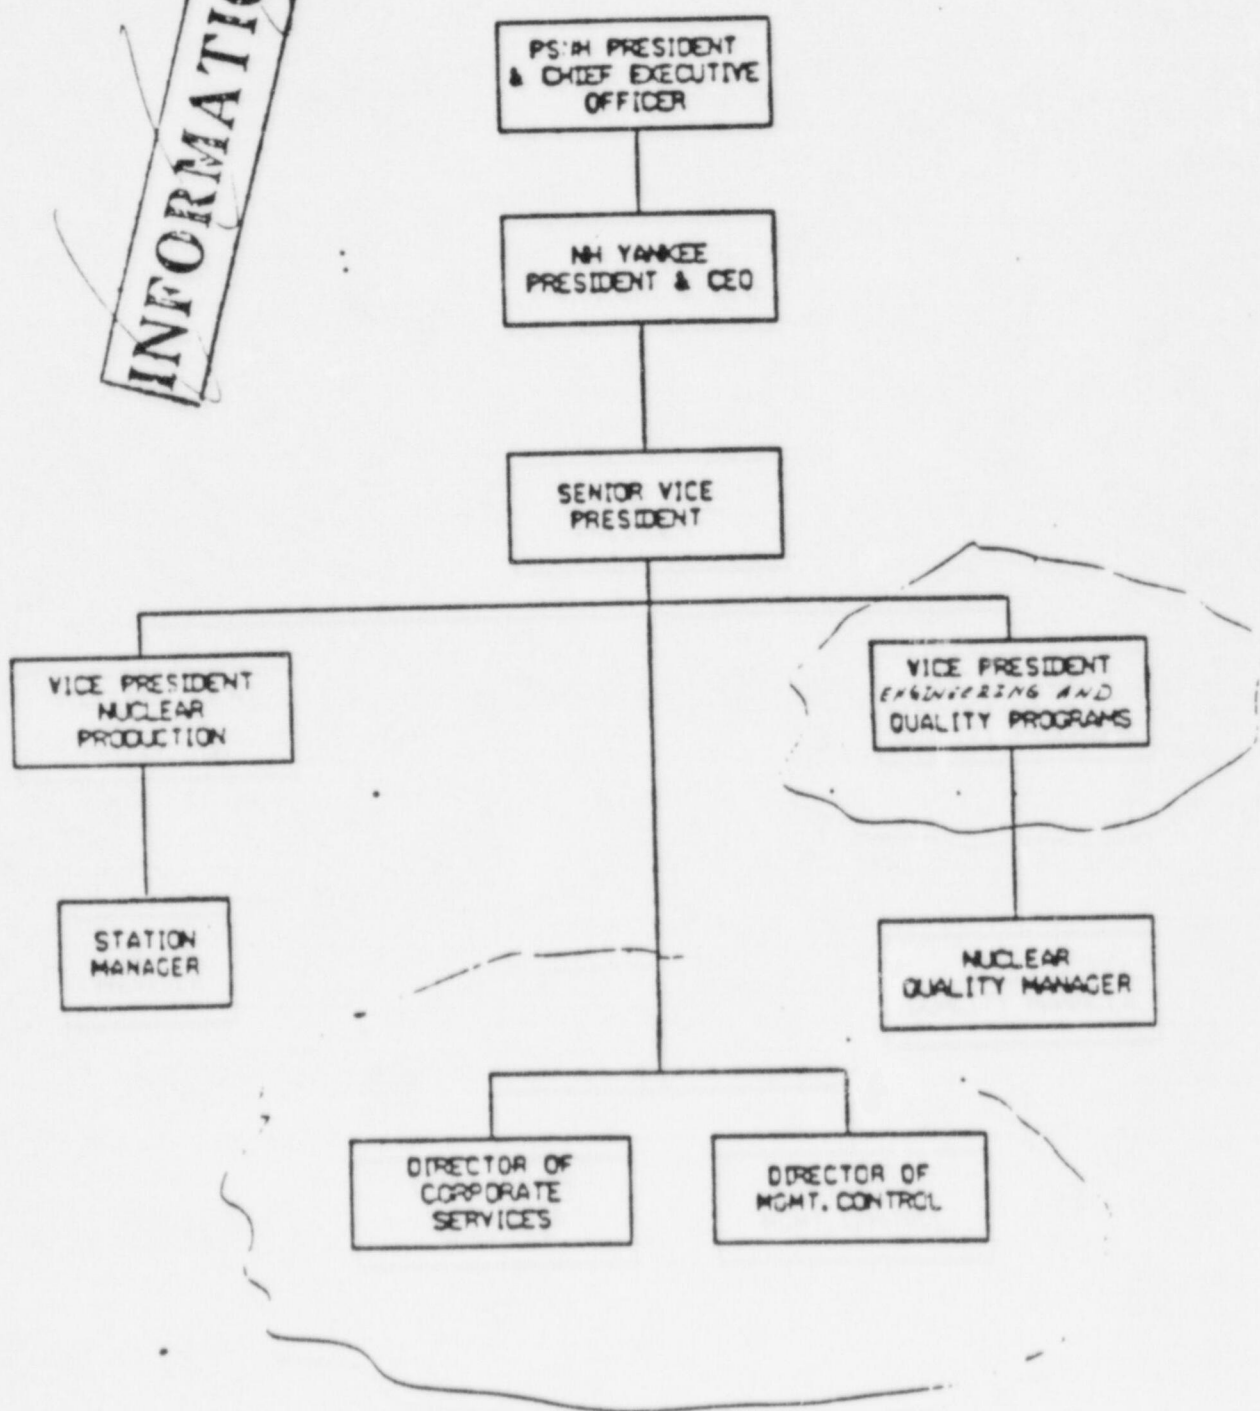 INFORMATIO
PSNH PRESIDENT
& CHIEF EXECUTIVE
OFFICER
NH YANKEE
PRESIDENT & CEO
SENIOR VICE
PRESIDENT
VICE PRESIDENT
NUCLEAR
PRODUCTION
VICE PRESIDENT
ENGINEERING AND
QUALITY PROGRAMS
STATION
MANAGER
NUCLEAR
QUALITY MANAGER
DIRECTOR OF
CORPORATE
SERVICES
DIRECTOR OF
MGMT. CONTROL